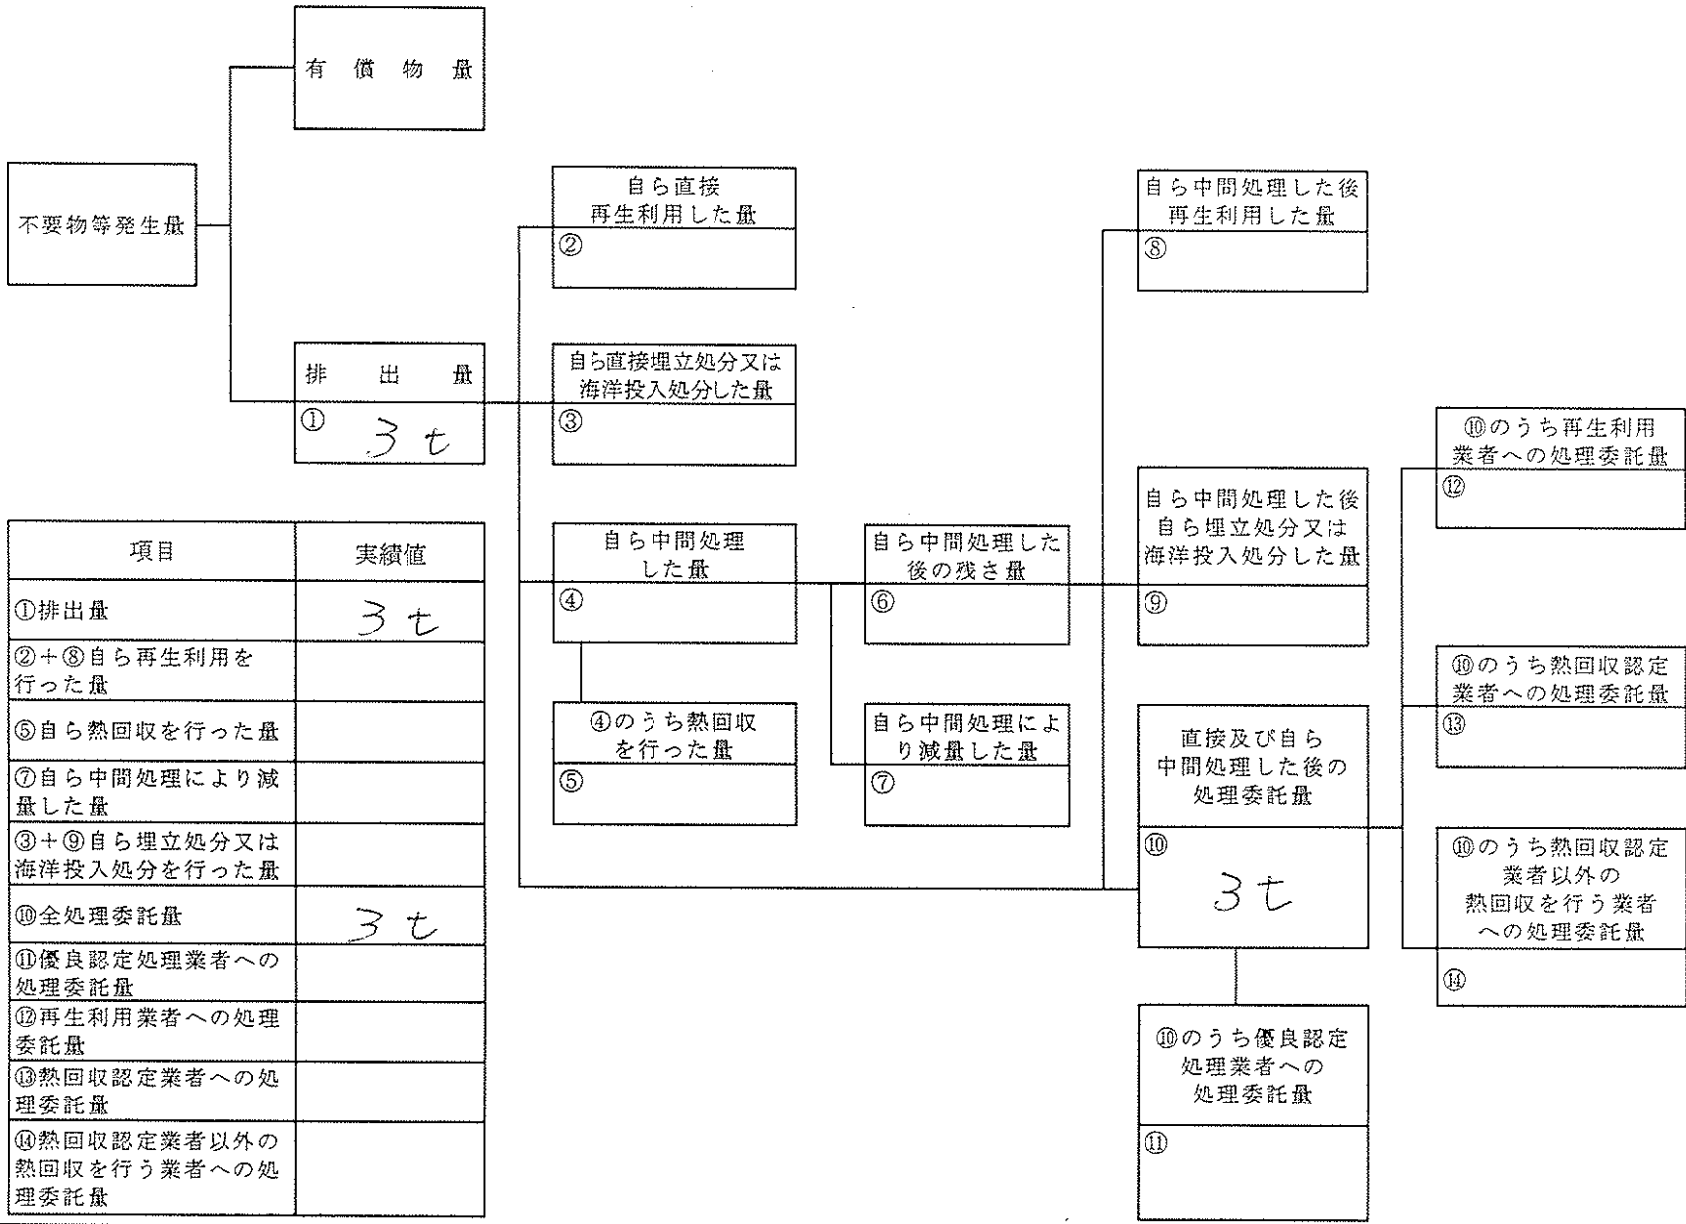 有償物量
不要物等発生量
排出量
① 3t
自ら直接
再生利用した量
②
自ら直接埋立処分又は
海洋投入処分した量
③
自ら中間処理
した量
④
④のうち熱回収
を行った量
⑤
自ら中間処理した
後の残さ量
⑥
自ら中間処理によ
り減量した量
⑦
自ら中間処理した後
再生利用した量
⑧
自ら中間処理した後
自ら埋立処分又は
海洋投入処分した量
⑨
直接及び自ら
中間処理した後の
処理委託量
⑩
3t
⑩のうち優良認定
処理業者への
処理委託量
⑪
⑩のうち再生利用
業者への処理委託量
⑫
⑩のうち熱回収認定
業者への処理委託量
⑬
⑩のうち熱回収認定
業者以外の
熱回収を行う業者
への処理委託量
⑭
項目 実績値
①排出量 3t
②+⑧自ら再生利用を
行った量
⑤自ら熱回収を行った量
⑦自ら中間処理により減
量した量
③+⑨自ら埋立処分又は
海洋投入処分を行った量
⑩全処理委託量 3t
⑪優良認定処理業者への
処理委託量
⑫再生利用業者への処理
委託量
⑬熱回収認定業者への処
理委託量
⑭熱回収認定業者以外の
熱回収を行う業者への処
理委託量